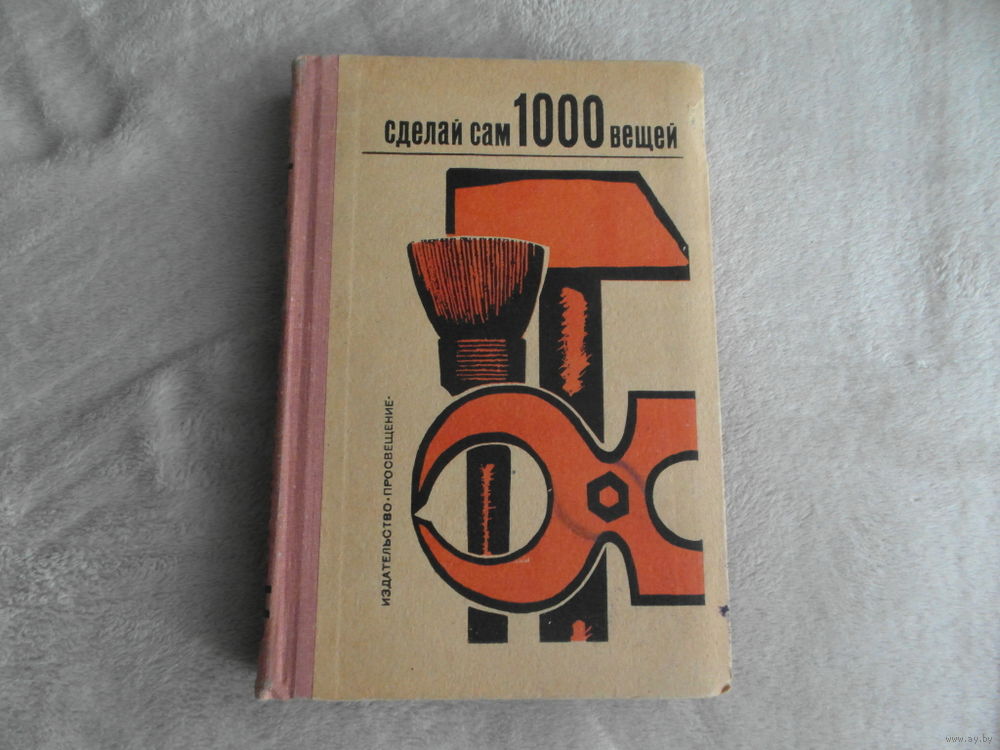 сделай сам 1000 вещей
ИЗДАТЕЛЬСТВО·ПРОСВЕЩЕНИЕ·
www.ay.by